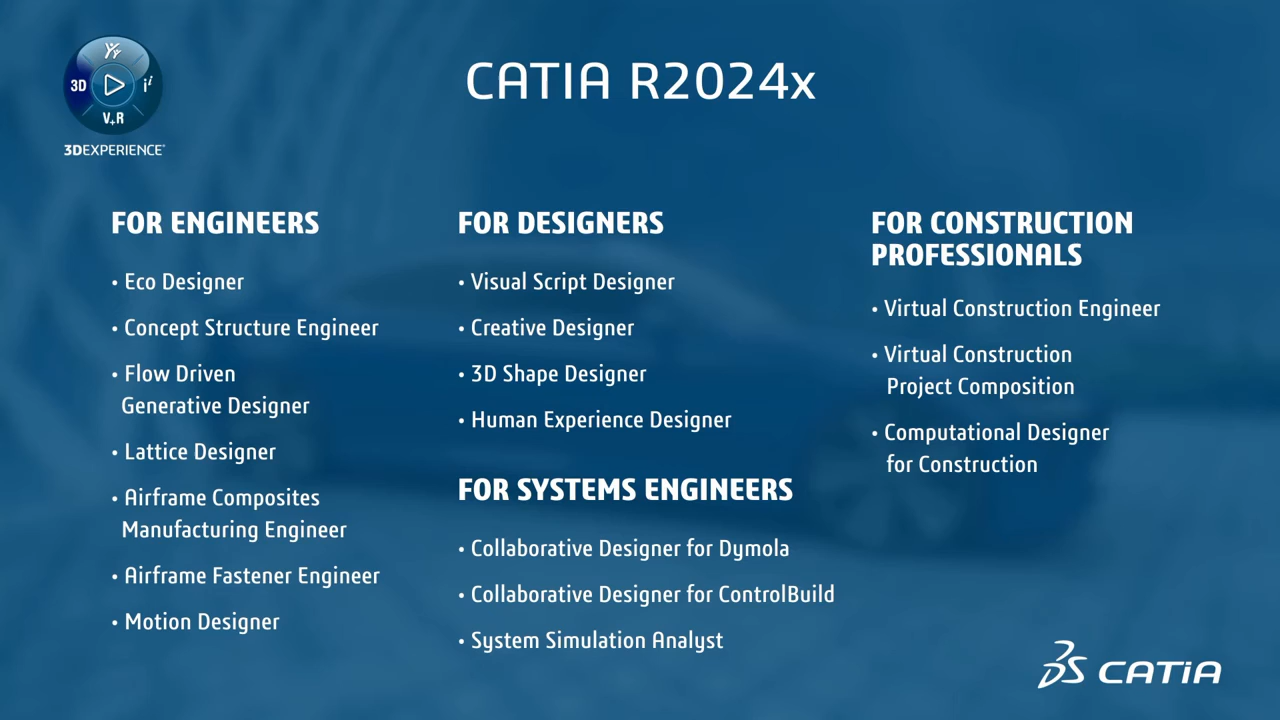 3D
i
V+R
3DEXPERIENCE
CATIA R2024x
FOR ENGINEERS
• Eco Designer
• Concept Structure Engineer
• Flow Driven
Generative Designer
• Lattice Designer
• Airframe Composites
Manufacturing Engineer
• Airframe Fastener Engineer
• Motion Designer
FOR DESIGNERS
• Visual Script Designer
• Creative Designer
• 3D Shape Designer
• Human Experience Designer
FOR SYSTEMS ENGINEERS
• Collaborative Designer for Dymola
• Collaborative Designer for ControlBuild
• System Simulation Analyst
FOR CONSTRUCTION
PROFESSIONALS
• Virtual Construction Engineer
• Virtual Construction
Project Composition
• Computational Designer
for Construction
3DS CATIA